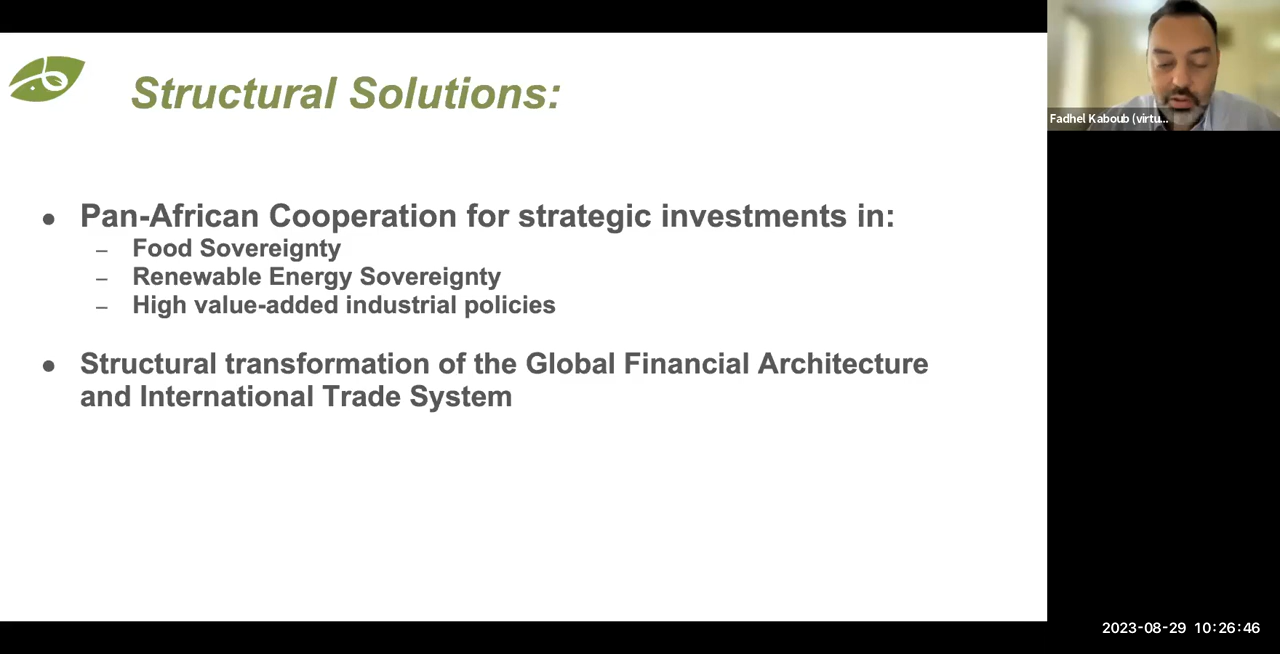 Structural Solutions:
Fadhel Kaboub (virtu...
● Pan-African Cooperation for strategic investments in:
– Food Sovereignty
– Renewable Energy Sovereignty
– High value-added industrial policies
● Structural transformation of the Global Financial Architecture
and International Trade System
2023-08-29 10:26:46